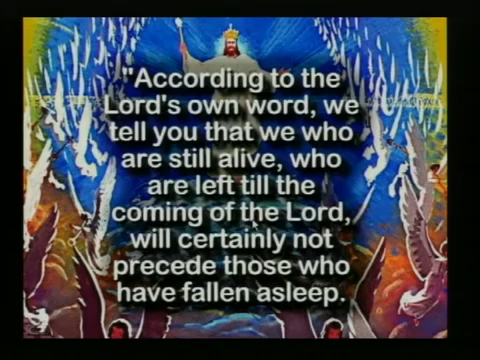 "According to the
Lord's own word, we
tell you that we who
are still alive, who
are left till the
coming of the Lord,
will certainly not
precede those who
have fallen asleep.